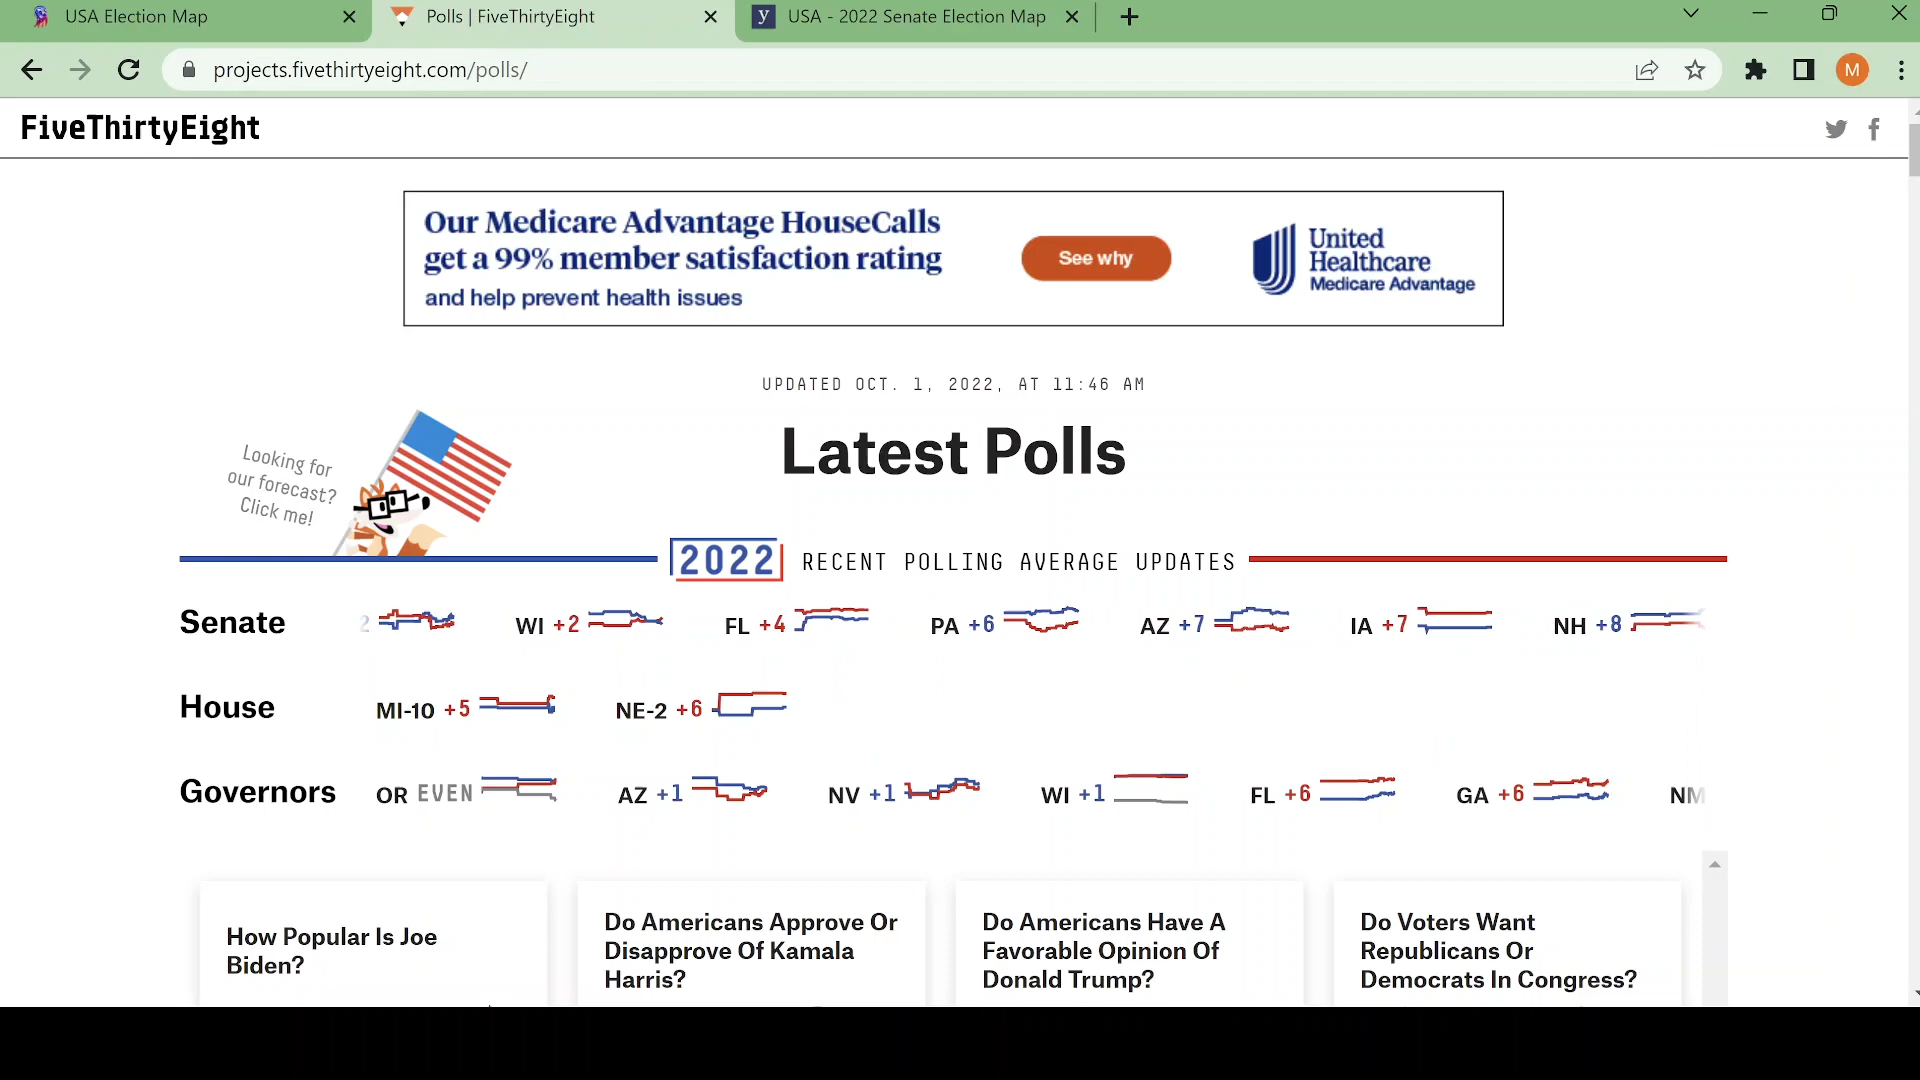 USA Election Map
Polls | FiveThirtyEight
USA - 2022 Senate Election Map
projects.fivethirtyeight.com/polls/
M
FiveThirtyEight
Our Medicare Advantage HouseCalls
get a 99% member satisfaction rating
and help prevent health issues
See why
United
Healthcare
Medicare Advantage
UPDATED OCT. 1, 2022, AT 11:46 AM
Latest Polls
Looking for
our forecast?
Click me!
2022 RECENT POLLING AVERAGE UPDATES
Senate 2 WI +2 FL +4 PA +6 AZ +7 IA +7 NH +8
House MI-10 +5 NE-2 +6
Governors OR EVEN AZ +1 NV +1 WI +1 FL +6 GA +6 NM
How Popular Is Joe
Biden?
Do Americans Approve Or
Disapprove Of Kamala
Harris?
Do Americans Have A
Favorable Opinion Of
Donald Trump?
Do Voters Want
Republicans Or
Democrats In Congress?